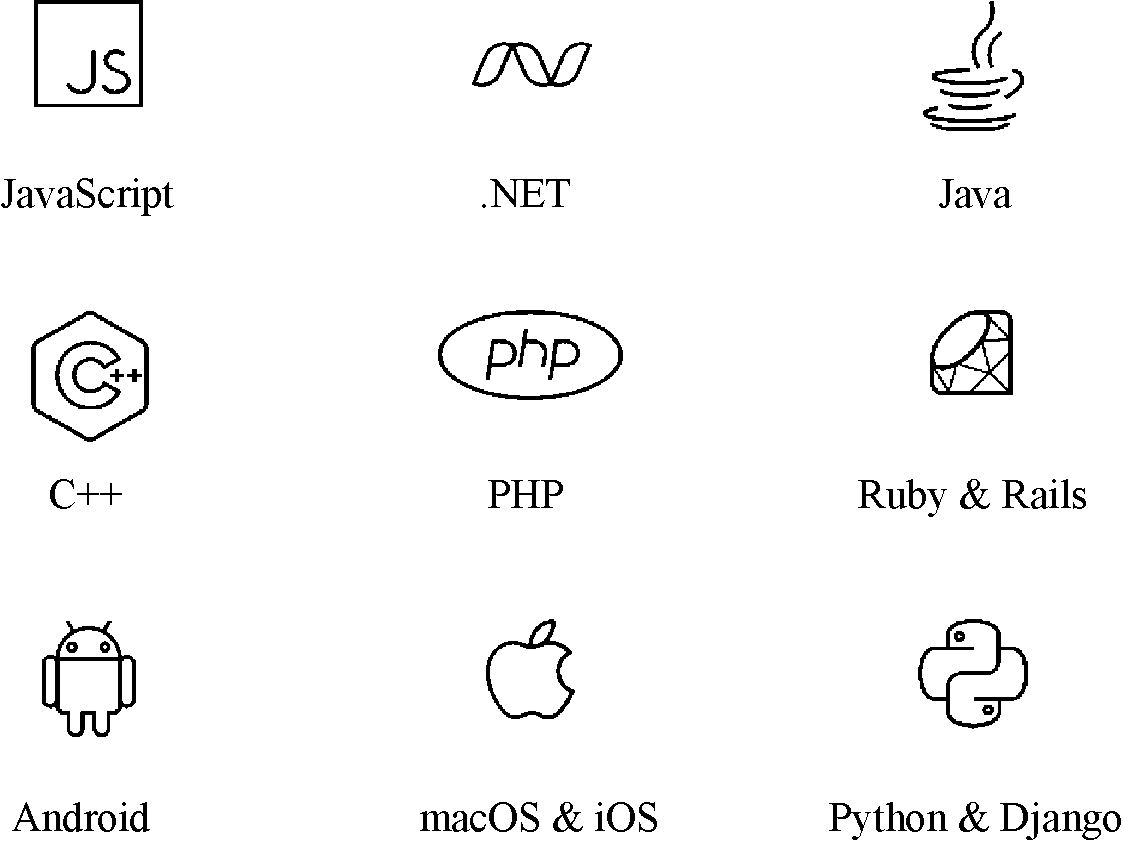 JS
JavaScript
.NET
Java
C++
php
C++
PHP
Ruby & Rails
Android
macOS & iOS
Python & Django